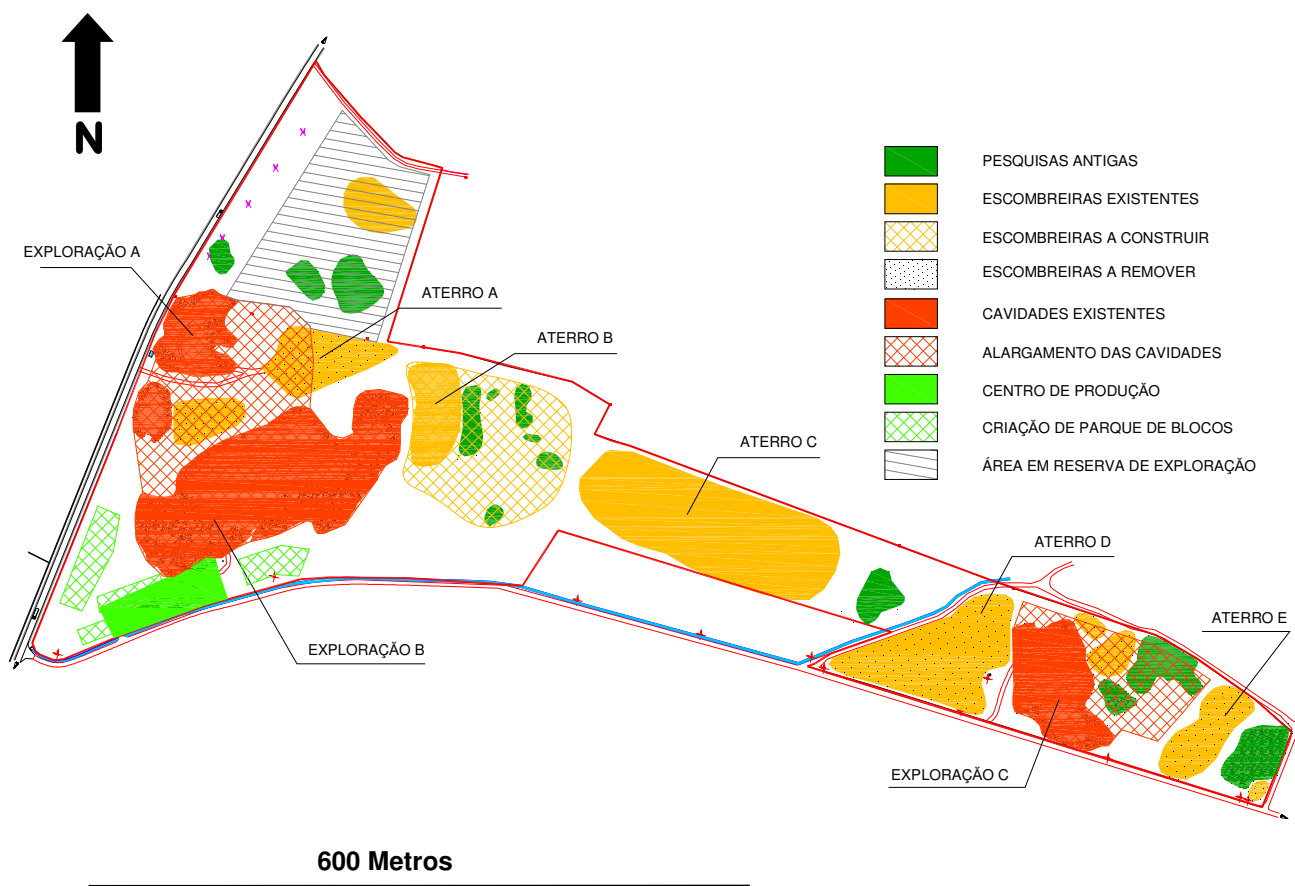 N
EXPLORAÇÃO A
ATERRO A
ATERRO B
ATERRO C
ATERRO D
ATERRO E
EXPLORAÇÃO B
EXPLORAÇÃO C
PESQUISAS ANTIGAS
ESCOMBREIRAS EXISTENTES
ESCOMBREIRAS A CONSTRUIR
ESCOMBREIRAS A REMOVER
CAVIDADES EXISTENTES
ALARGAMENTO DAS CAVIDADES
CENTRO DE PRODUÇÃO
CRIAÇÃO DE PARQUE DE BLOCOS
ÁREA EM RESERVA DE EXPLORAÇÃO
600 Metros